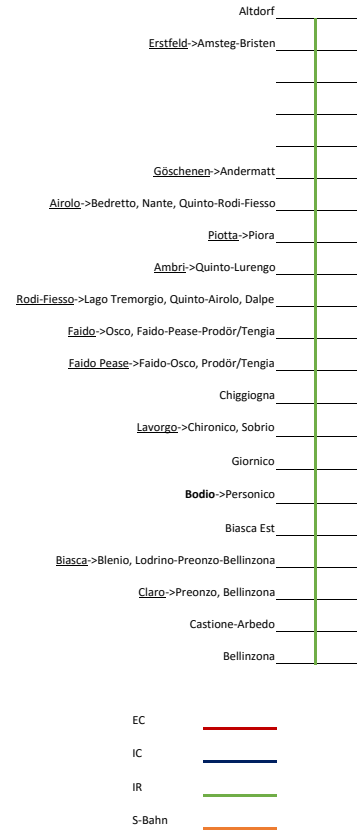 Altdorf
Erstfeld->Amsteg-Bristen
Göschenen->Andermatt
Airolo->Bedretto, Nante, Quinto-Rodi-Fiesso
Piotta->Piora
Ambri->Quinto-Lurengo
Rodi-Fiesso->Lago Tremorgio, Quinto-Airolo, Dalpe
Faido->Osco, Faido-Pease-Prodör/Tengia
Faido Pease->Faido-Osco, Prodör/Tengia
Chiggiogna
Lavorgo->Chironico, Sobrio
Giornico
Bodio->Personico
Biasca Est
Biasca->Blenio, Lodrino-Preonzo-Bellinzona
Claro->Preonzo, Bellinzona
Castione-Arbedo
Bellinzona
EC
IC
IR
S-Bahn